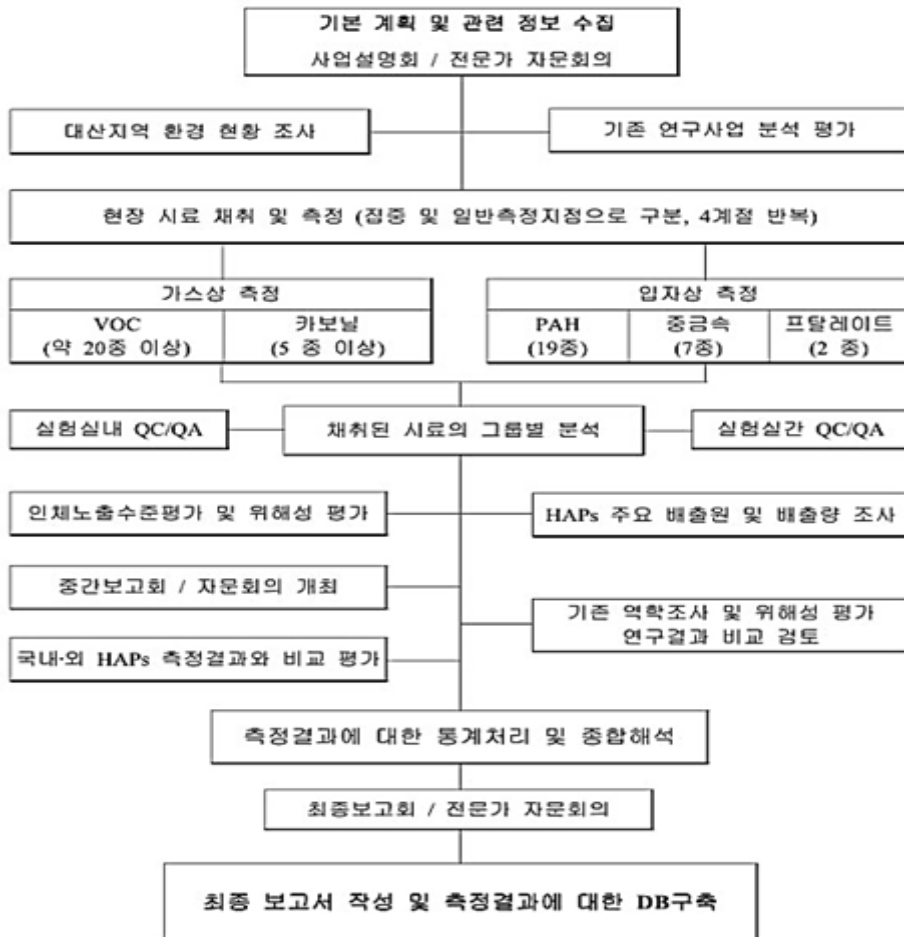 기본 계획 및 관련 정보 수집
사업설명회 / 전문가 자문회의
대산지역 환경 현황 조사
기존 연구사업 분석 평가
현장 시료 채취 및 측정 (집중 및 일반측정지점으로 구분, 4계절 반복)
가스상 측정
입자상 측정
VOC
(약 20종 이상)
카보닐
(5 종 이상)
PAH
(19종)
중금속
(7종)
프탈레이트
(2 종)
실험실내 QC/QA
채취된 시료의 그룹별 분석
실험실간 QC/QA
인체노출수준평가 및 위해성 평가
HAPs 주요 배출원 및 배출량 조사
중간보고회 / 자문회의 개최
기존 역학조사 및 위해성 평가
연구결과 비교 검토
국내·외 HAPs 측정결과와 비교 평가
측정결과에 대한 통계처리 및 종합해석
최종보고회 / 전문가 자문회의
최종 보고서 작성 및 측정결과에 대한 DB구축